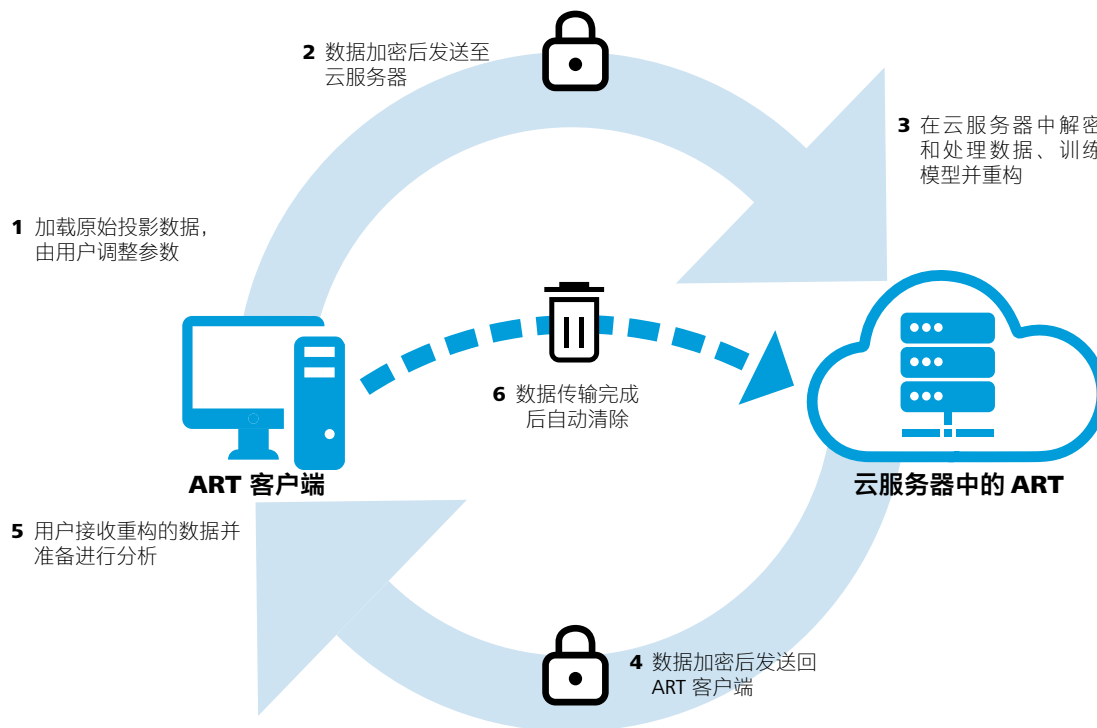 2 数据加密后发送至
云服务器
3 在云服务器中解密
和处理数据、训练
模型并重构
1 加载原始投影数据，
由用户调整参数
6 数据传输完成
后自动清除
ART 客户端
云服务器中的 ART
5 用户接收重构的数据并
准备进行分析
4 数据加密后发送回
ART 客户端